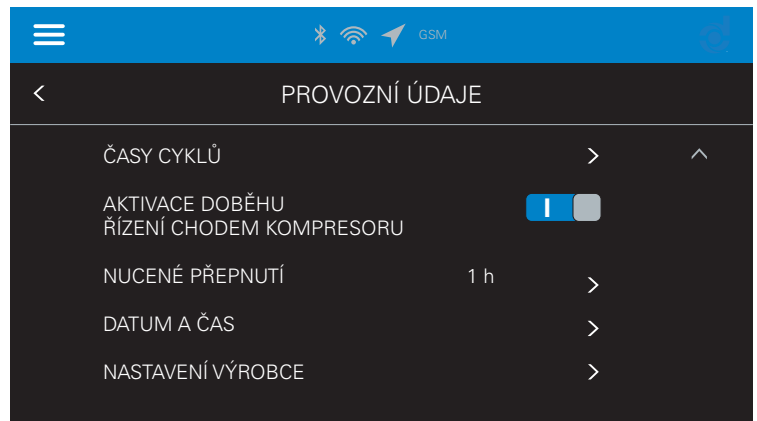 GSM
PROVOZNÍ ÚDAJE
ČASY CYKLŮ
AKTIVACE DOBĚHU
ŘÍZENÍ CHODEM KOMPRESORU
NUCENÉ PŘEPNUTÍ 1 h
DATUM A ČAS
NASTAVENÍ VÝROBCE